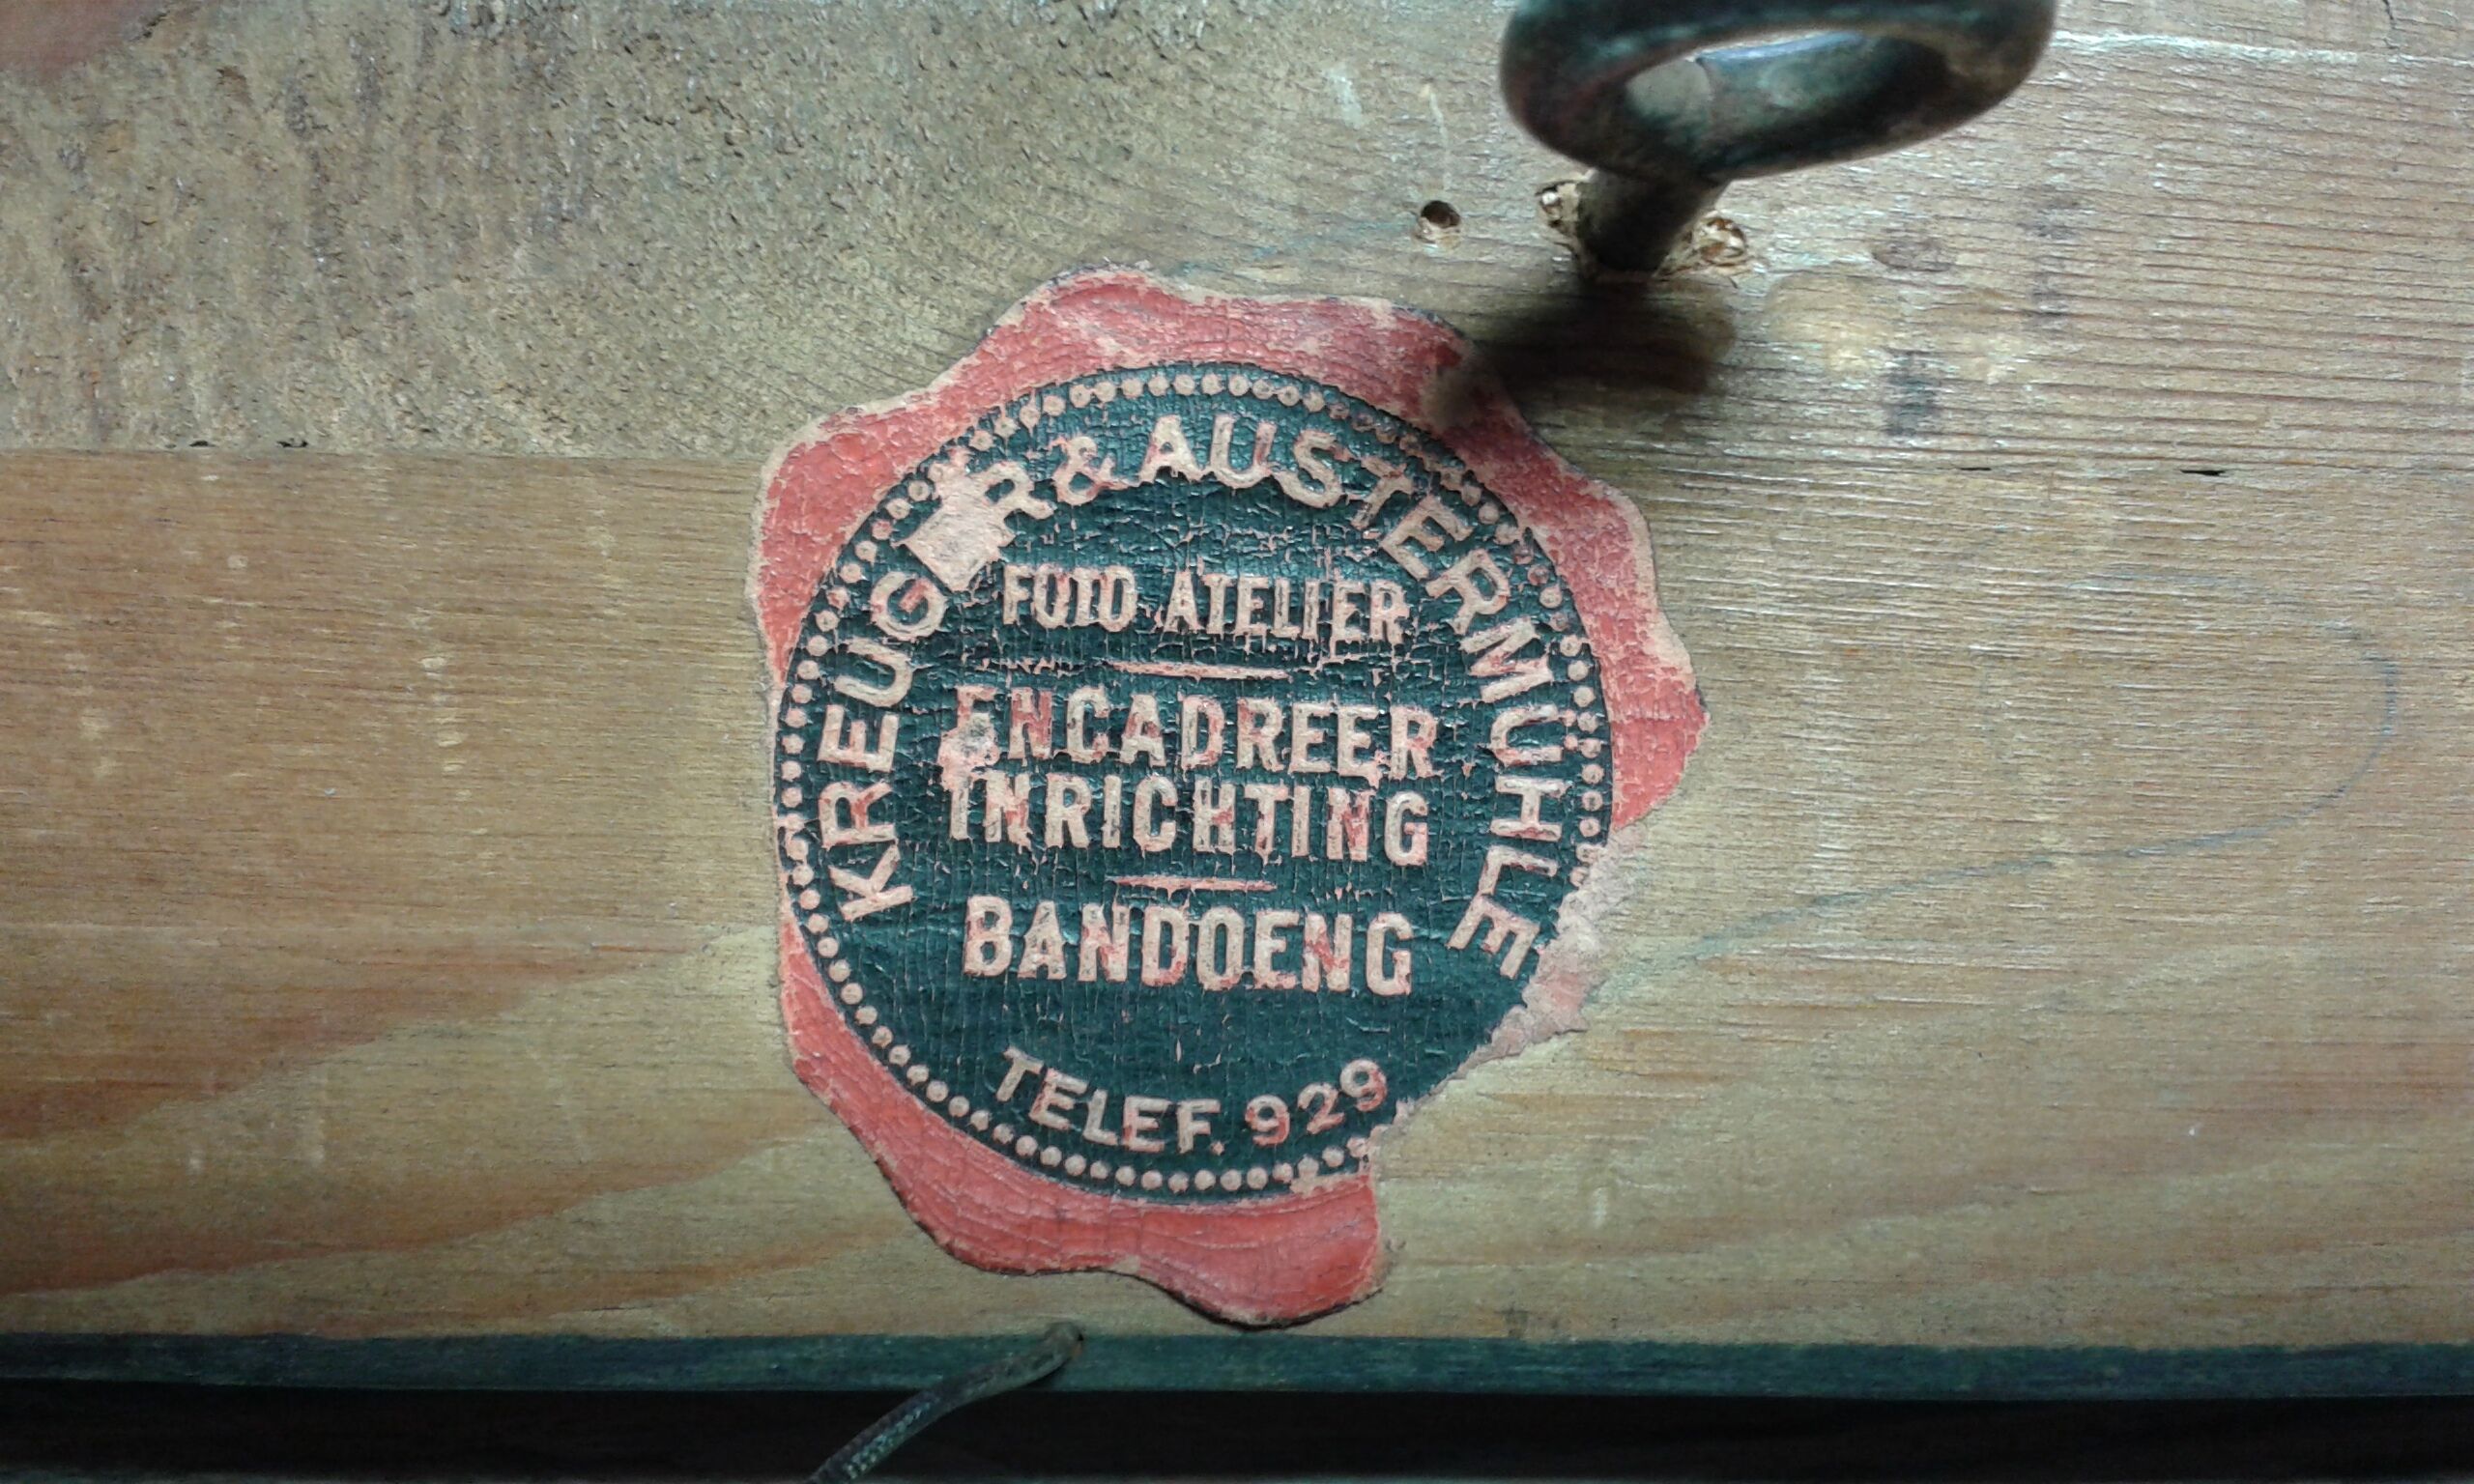 KREUGER & AUSTERMÜHLE
FOTO ATELIER
ENCADREER
INRICHTING
BANDOENG
TELEF. 929